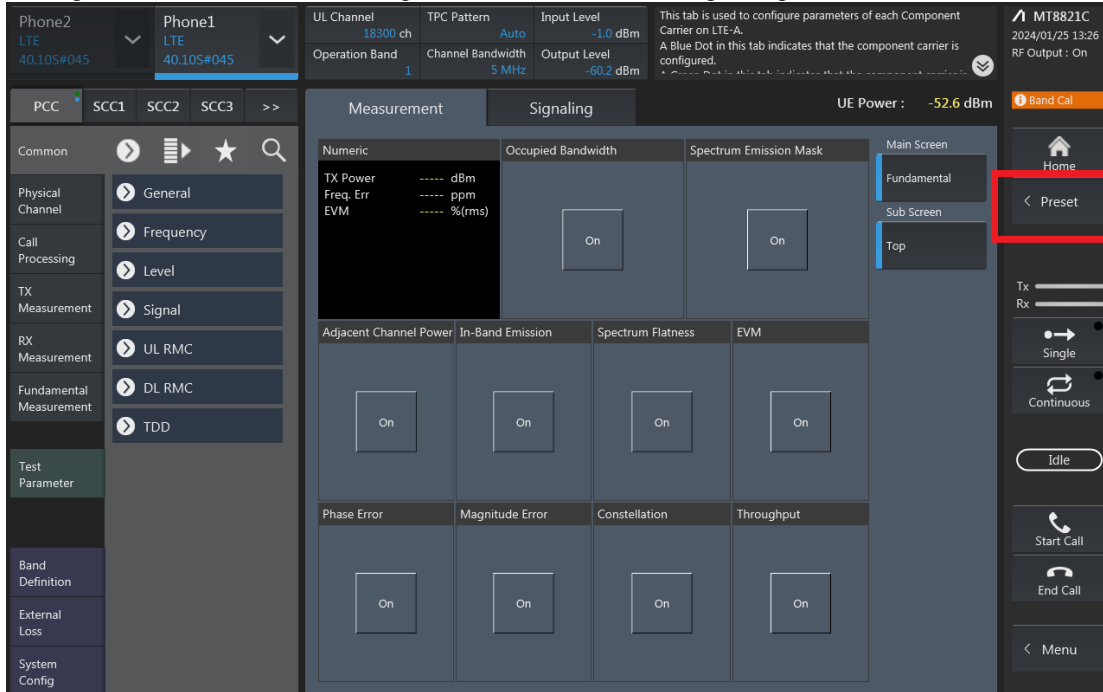 Phone2
LTE
40.10S#045
Phone1
LTE
40.10S#045
UL Channel
18300 ch
TPC Pattern
Auto
Input Level
-1.0 dBm
Operation Band
1
Channel Bandwidth
5 MHz
Output Level
-60.2 dBm
This tab is used to configure parameters of each Component
Carrier on LTE-A.
A Blue Dot in this tab indicates that the component carrier is
configured.
MT8821C
2024/01/25 13:26
RF Output : On
PCC
SCC1
SCC2
SCC3
>>
Measurement
Signaling
UE Power : -52.6 dBm
Band Cal
Common
Physical
Channel
Call
Processing
TX
Measurement
RX
Measurement
Fundamental
Measurement
Test
Parameter
Band
Definition
External
Loss
System
Config
General
Frequency
Level
Signal
UL RMC
DL RMC
TDD
Numeric
TX Power ----- dBm
Freq. Err ----- ppm
EVM ----- %(rms)
Occupied Bandwidth
On
Spectrum Emission Mask
On
Main Screen
Fundamental
Sub Screen
Top
Adjacent Channel Power
On
In-Band Emission
On
Spectrum Flatness
On
EVM
On
Phase Error
On
Magnitude Error
On
Constellation
On
Throughput
On
Home
< Preset
Tx
Rx
Single
Continuous
Idle
Start Call
End Call
< Menu